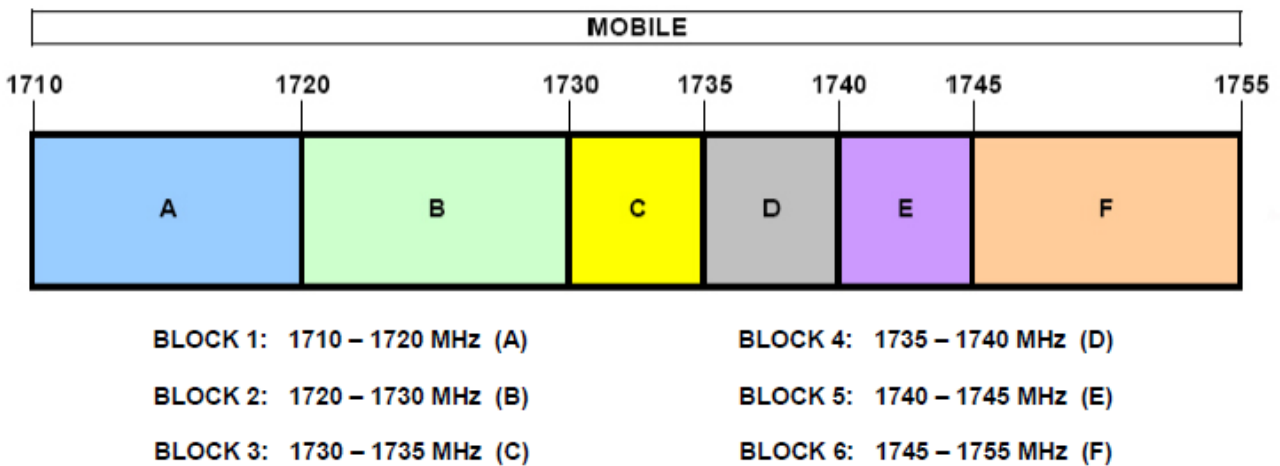 MOBILE
1710 1720 1730 1735 1740 1745 1755
A B C D E F
BLOCK 1: 1710 – 1720 MHz (A) BLOCK 4: 1735 – 1740 MHz (D)
BLOCK 2: 1720 – 1730 MHz (B) BLOCK 5: 1740 – 1745 MHz (E)
BLOCK 3: 1730 – 1735 MHz (C) BLOCK 6: 1745 – 1755 MHz (F)